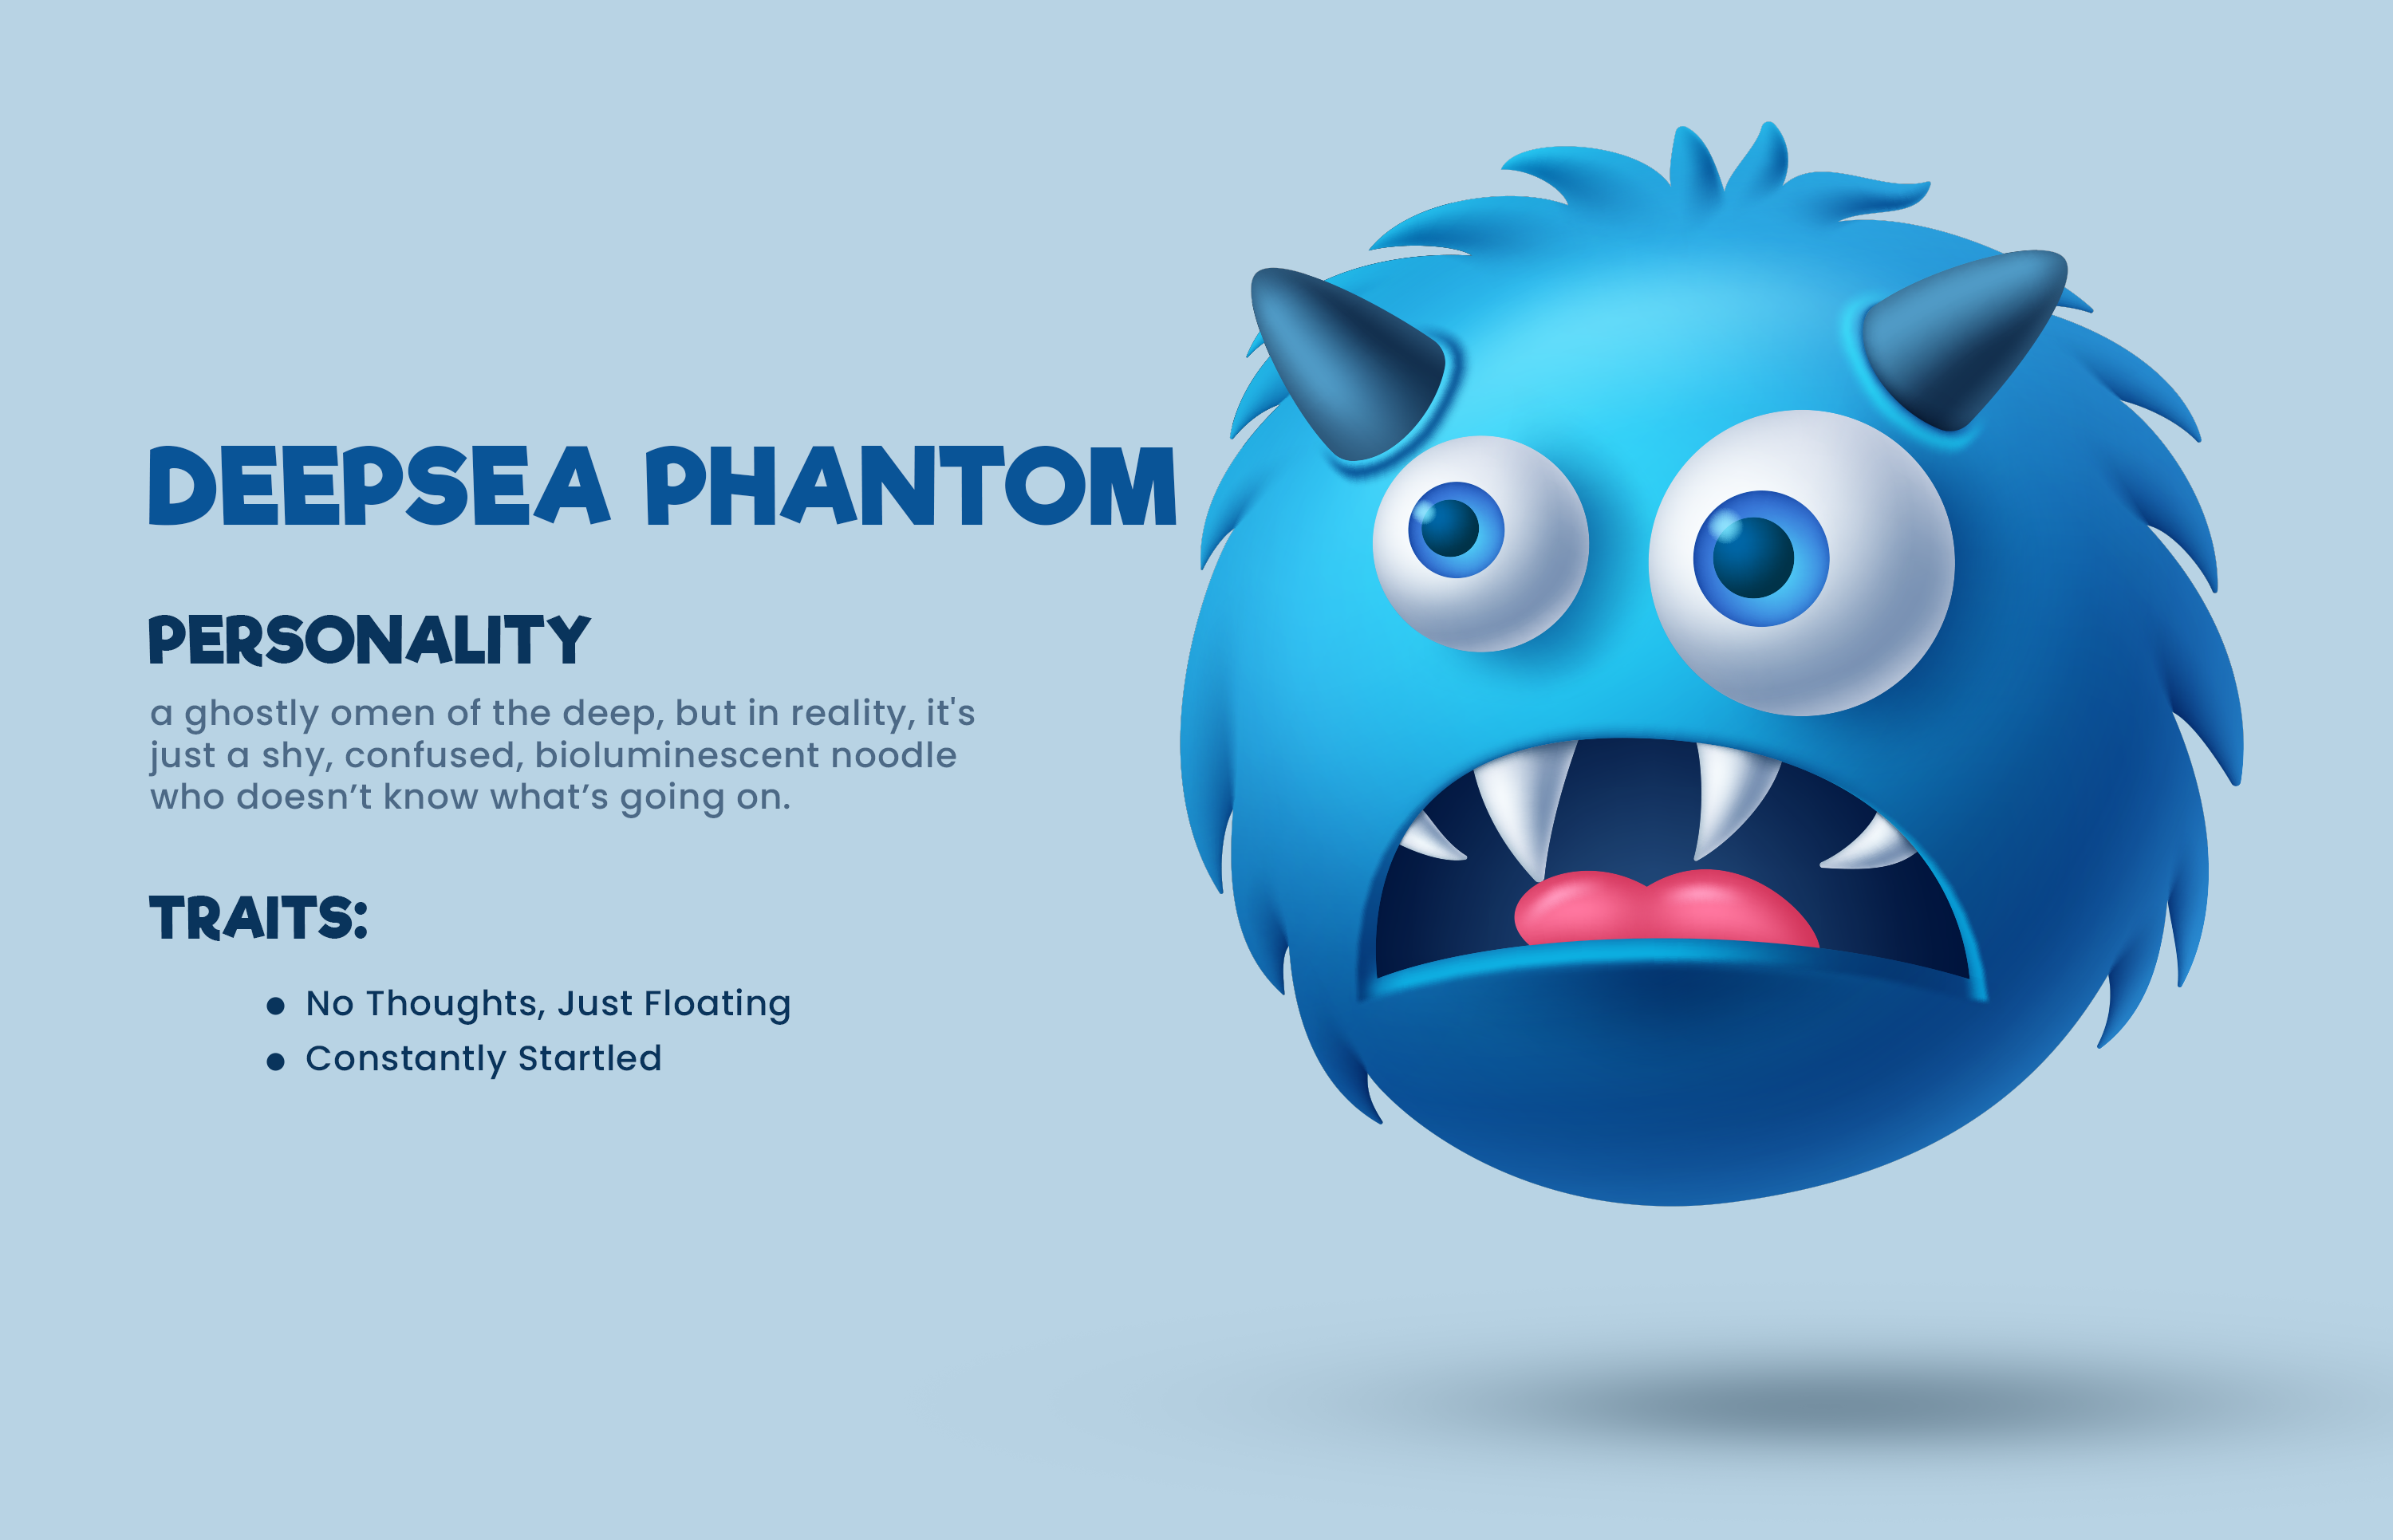 DEEPSEA PHANTOM
PERSONALITY
a ghostly omen of the deep, but in reality, it's
just a shy, confused, bioluminescent noodle
who doesn’t know what’s going on.
TRAITS:
● No Thoughts, Just Floating
● Constantly Startled